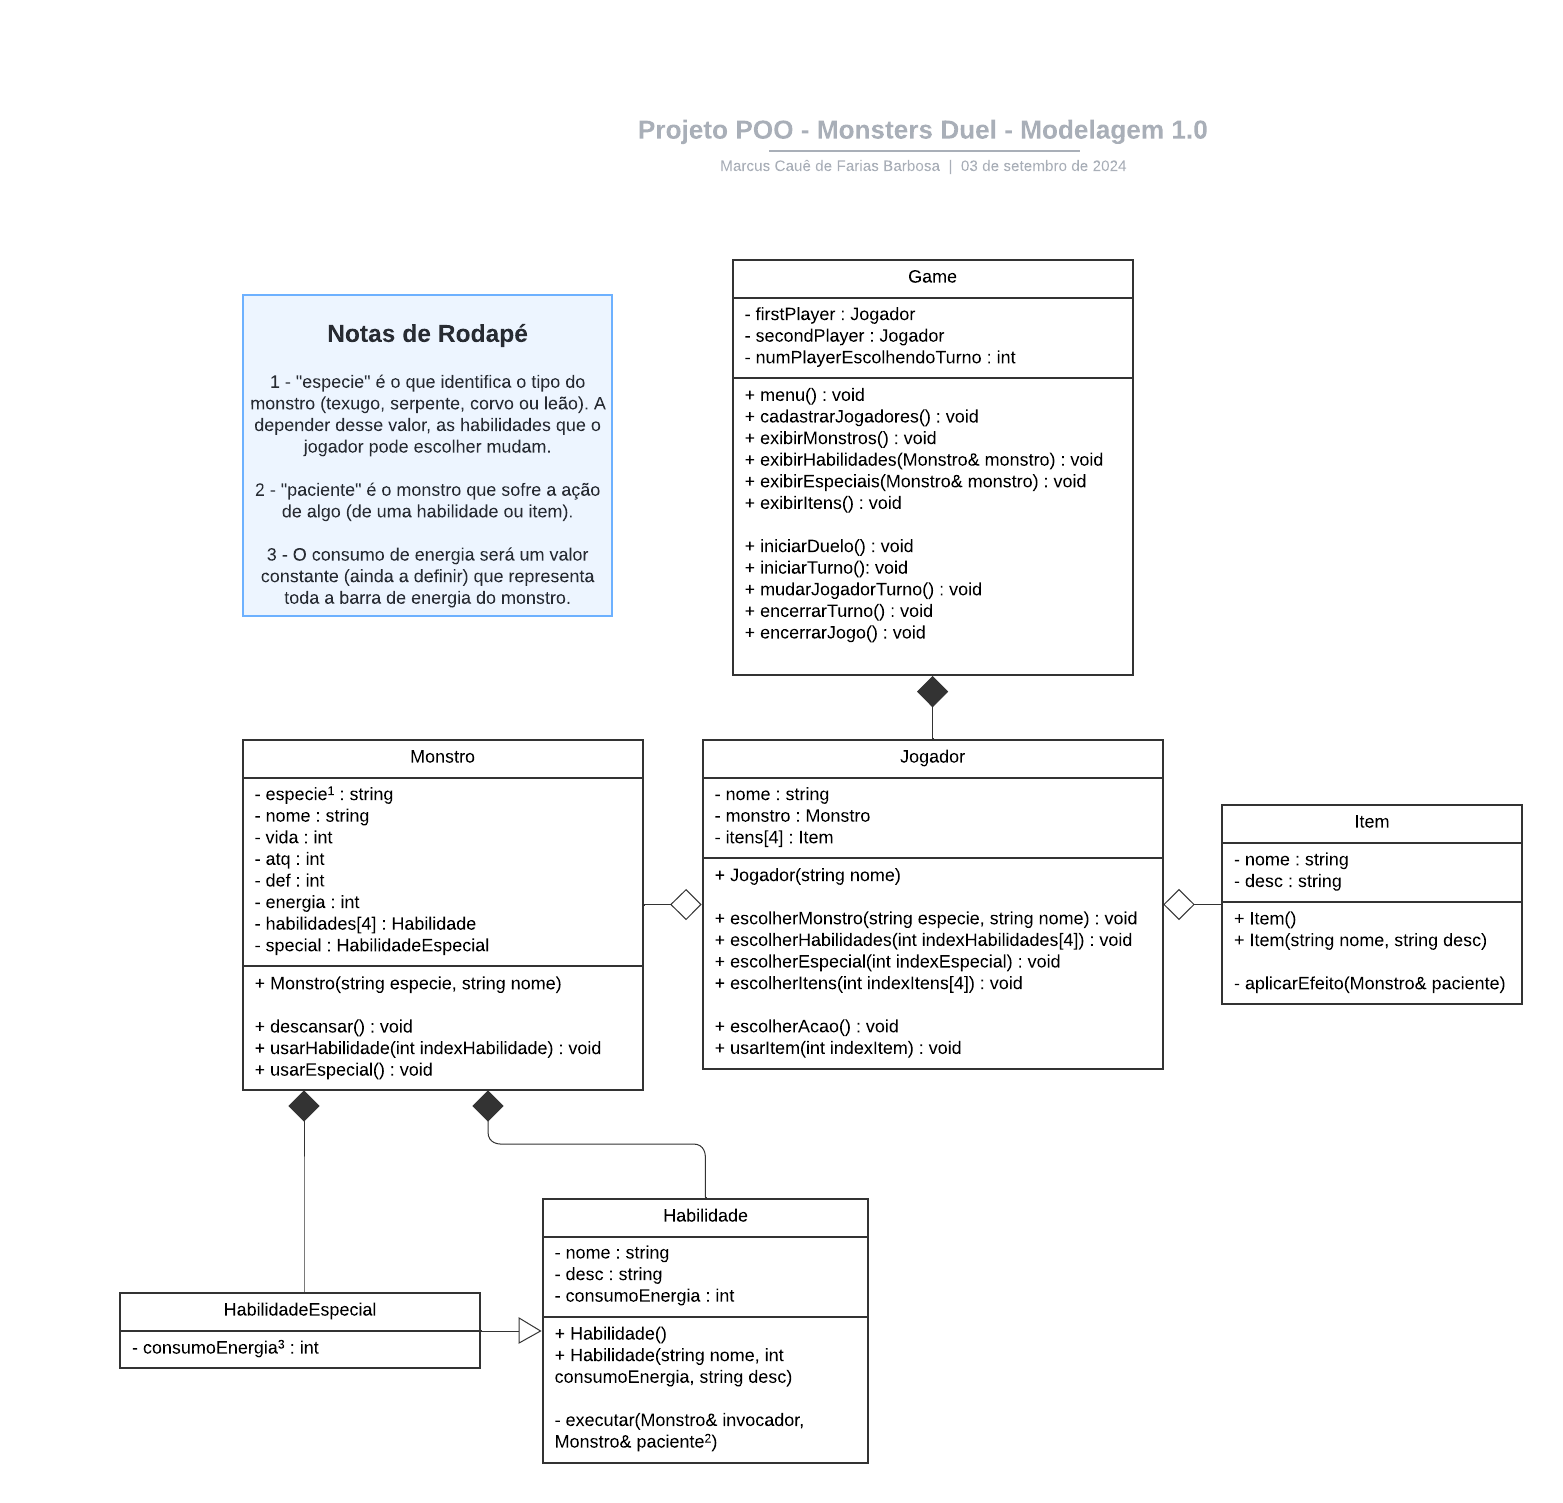 Projeto POO - Monsters Duel - Modelagem 1.0
Marcus Cauê de Farias Barbosa | 03 de setembro de 2024
Notas de Rodapé
1 - "especie" é o que identifica o tipo do
monstro (texugo, serpente, corvo ou leão). A
depender desse valor, as habilidades que o
jogador pode escolher mudam.
2 - "paciente" é o monstro que sofre a ação
de algo (de uma habilidade ou item).
3 - O consumo de energia será um valor
constante (ainda a definir) que representa
toda a barra de energia do monstro.
Game
- firstPlayer : Jogador
- secondPlayer : Jogador
- numPlayerEscolhendoTurno : int
+ menu() : void
+ cadastrarJogadores() : void
+ exibirMonstros() : void
+ exibirHabilidades(Monstro& monstro) : void
+ exibirEspeciais(Monstro& monstro) : void
+ exibirItens() : void
+ iniciarDuelo() : void
+ iniciarTurno(): void
+ mudarJogadorTurno() : void
+ encerrarTurno() : void
+ encerrarJogo() : void
Monstro
- especie¹ : string
- nome : string
- vida : int
- atq : int
- def : int
- energia : int
- habilidades[4] : Habilidade
- special : HabilidadeEspecial
+ Monstro(string especie, string nome)
+ descansar() : void
+ usarHabilidade(int indexHabilidade) : void
+ usarEspecial() : void
Jogador
- nome : string
- monstro : Monstro
- itens[4] : Item
+ Jogador(string nome)
+ escolherMonstro(string especie, string nome) : void
+ escolherHabilidades(int indexHabilidades[4]) : void
+ escolherEspecial(int indexEspecial) : void
+ escolherItens(int indexItens[4]) : void
+ escolherAcao() : void
+ usarItem(int indexItem) : void
Item
- nome : string
- desc : string
+ Item()
+ Item(string nome, string desc)
- aplicarEfeito(Monstro& paciente)
HabilidadeEspecial
- consumoEnergia³ : int
Habilidade
- nome : string
- desc : string
- consumoEnergia : int
+ Habilidade()
+ Habilidade(string nome, int
consumoEnergia, string desc)
- executar(Monstro& invocador,
Monstro& paciente²)